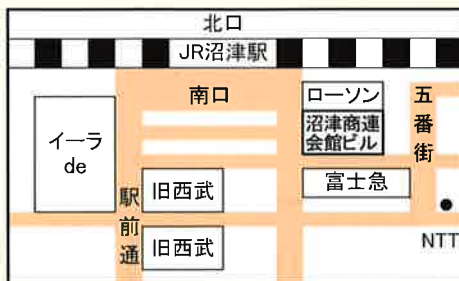 北口
JR沼津駅
南口
ローソン
沼津商連
会館ビル
五番街
イーラ
de
駅前通
旧西武
富士急
旧西武
NTT